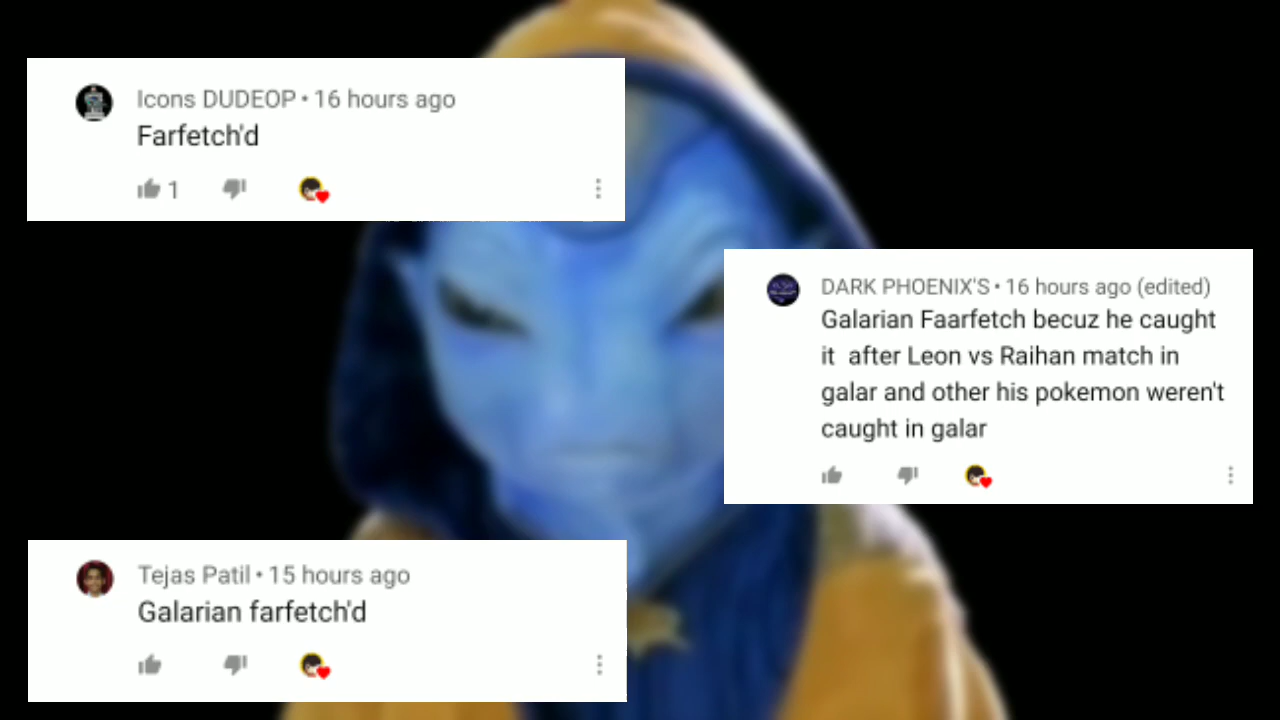 Icons DUDEOP • 16 hours ago
Farfetch'd
1
DARK PHOENIX'S • 16 hours ago (edited)
Galarian Faarfetch becuz he caught
it after Leon vs Raihan match in
galar and other his pokemon weren't
caught in galar
Tejas Patil • 15 hours ago
Galarian farfetch'd